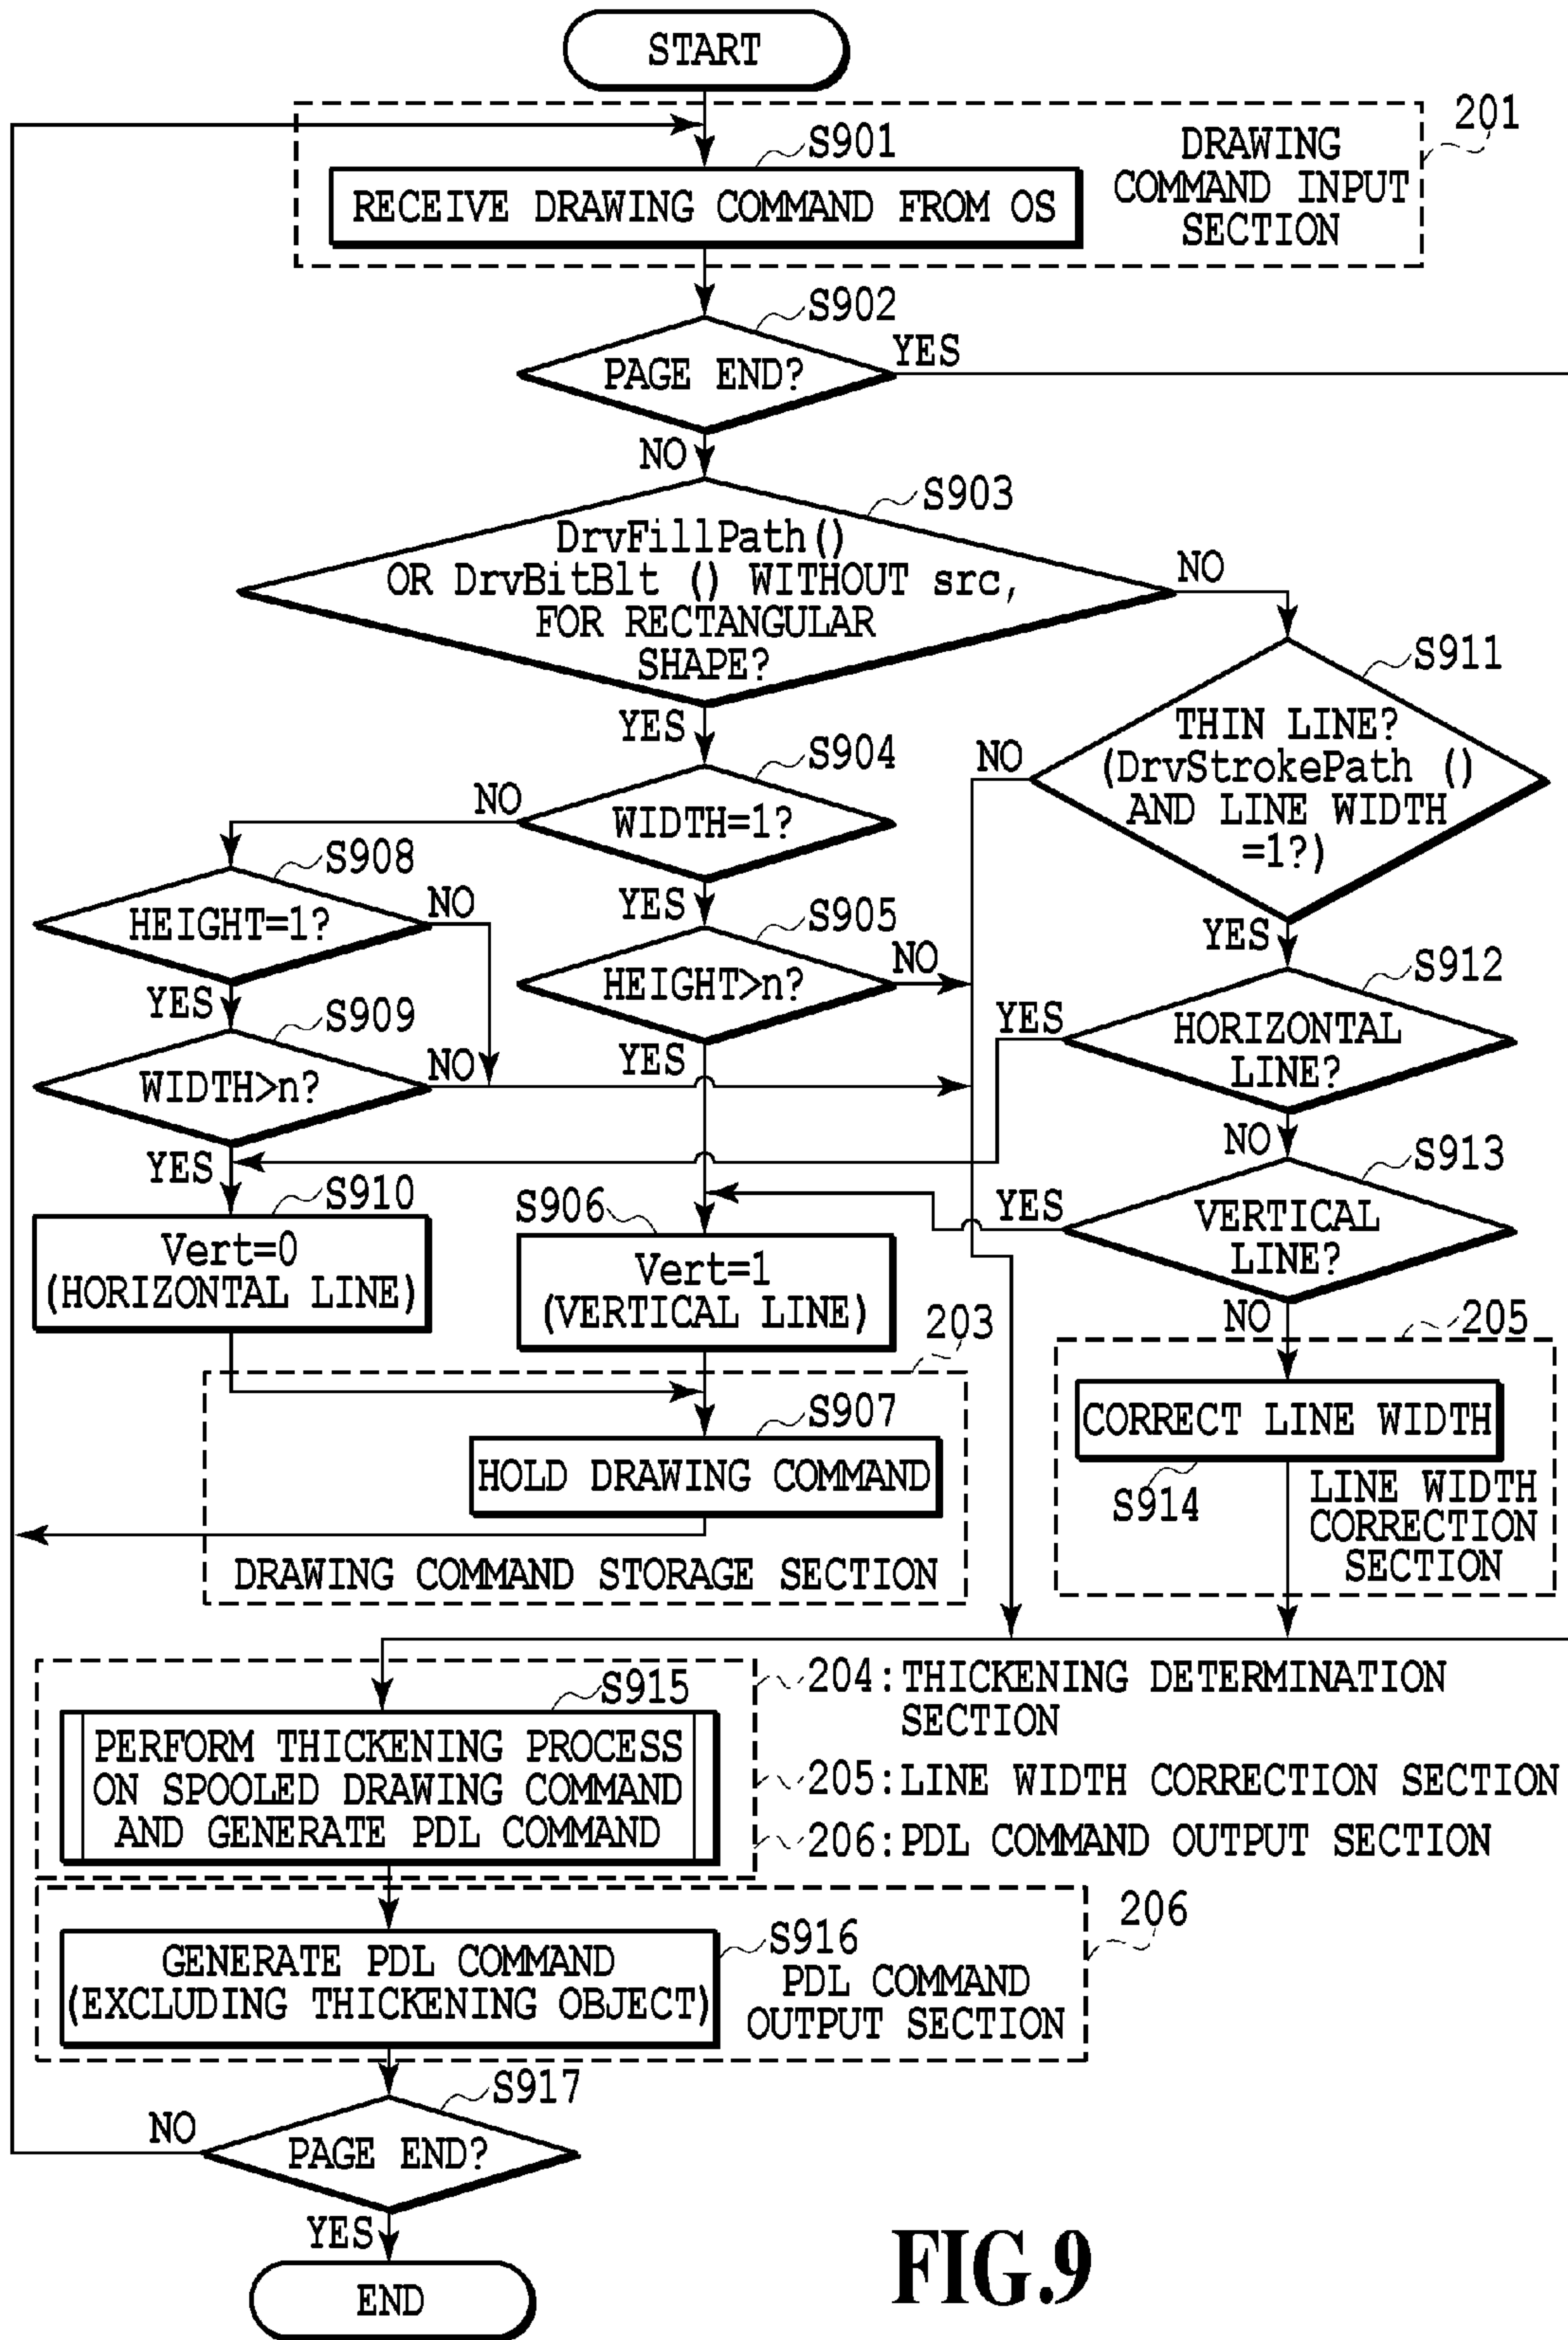 START
201
S901
DRAWING
COMMAND INPUT
SECTION
RECEIVE DRAWING COMMAND FROM OS
S902
PAGE END?
YES
NO
S903
DrvFillPath()
OR DrvBitBlt () WITHOUT src,
FOR RECTANGULAR
SHAPE?
NO
YES
S911
THIN LINE?
(DrvStrokePath ()
AND LINE WIDTH
=1?)
NO
YES
S904
WIDTH=1?
NO
YES
S908
HEIGHT=1?
NO
YES
S905
HEIGHT>n?
NO
YES
S912
HORIZONTAL
LINE?
YES
NO
S909
WIDTH>n?
NO
YES
S913
VERTICAL
LINE?
YES
NO
S910
Vert=0
(HORIZONTAL LINE)
S906
Vert=1
(VERTICAL LINE)
203
205
S907
HOLD DRAWING COMMAND
DRAWING COMMAND STORAGE SECTION
CORRECT LINE WIDTH
S914
LINE WIDTH
CORRECTION
SECTION
S915
PERFORM THICKENING PROCESS
ON SPOOLED DRAWING COMMAND
AND GENERATE PDL COMMAND
204:THICKENING DETERMINATION
SECTION
205:LINE WIDTH CORRECTION SECTION
206:PDL COMMAND OUTPUT SECTION
206
S916
GENERATE PDL COMMAND
(EXCLUDING THICKENING OBJECT)
PDL COMMAND
OUTPUT SECTION
S917
PAGE END?
NO
YES
END
FIG.9